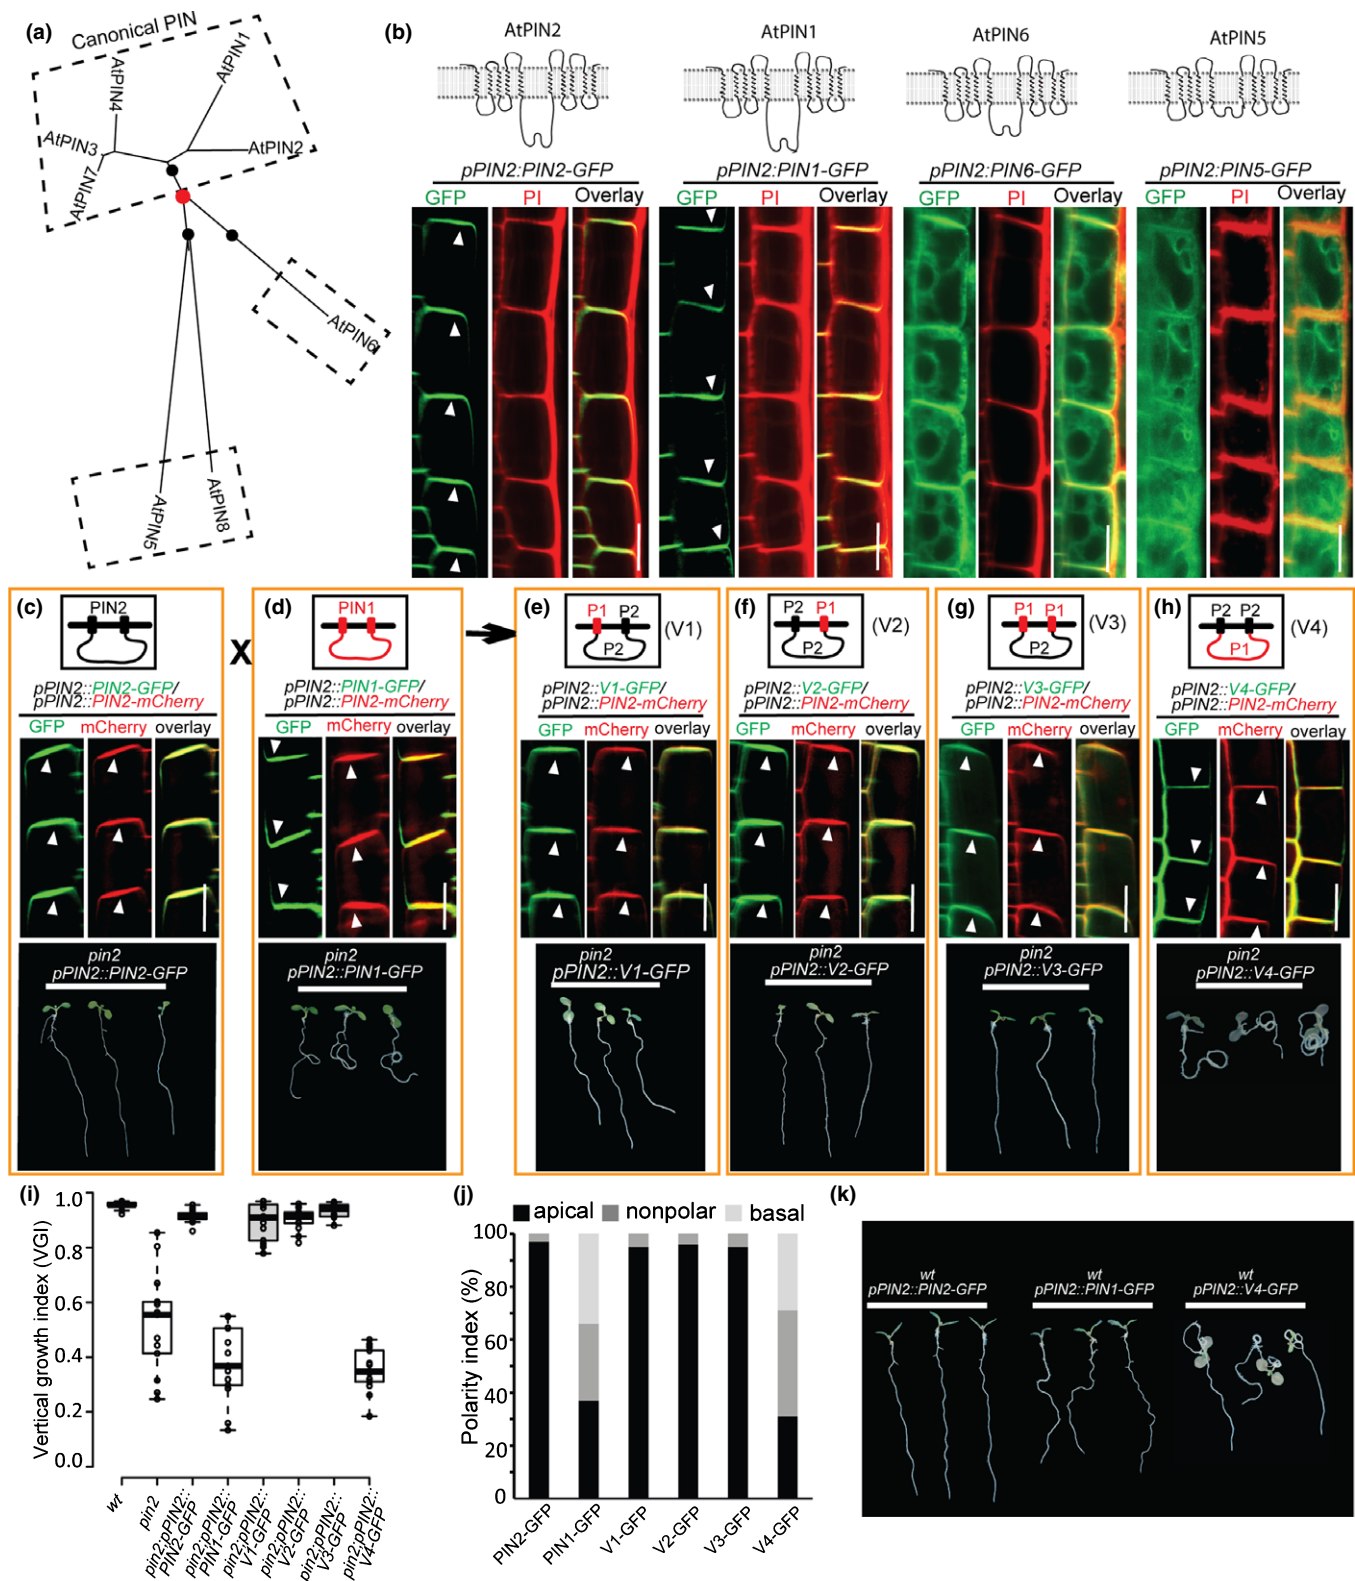 (a)
Canonical PIN
AtPIN1
AtPIN4
AtPIN3
AtPIN2
AtPIN7
AtPIN6
AtPIN5
AtPIN8
(b)
AtPIN2
AtPIN1
AtPIN6
AtPIN5
pPIN2:PIN2-GFP
pPIN2:PIN1-GFP
pPIN2:PIN6-GFP
pPIN2:PIN5-GFP
GFP PI Overlay
GFP PI Overlay
GFP PI Overlay
GFP PI Overlay
(c)
PIN2
pPIN2::PIN2-GFP/
pPIN2::PIN2-mCherry
GFP mCherry overlay
pin2
pPIN2::PIN2-GFP
X
(d)
PIN1
pPIN2::PIN1-GFP/
pPIN2::PIN2-mCherry
GFP mCherry overlay
pin2
pPIN2::PIN1-GFP
(e)
P1 P2
P2
(V1)
pPIN2::V1-GFP/
pPIN2::PIN2-mCherry
GFP mCherry overlay
pin2
pPIN2::V1-GFP
(f)
P2 P1
P2
(V2)
pPIN2::V2-GFP/
pPIN2::PIN2-mCherry
GFP mCherry overlay
pin2
pPIN2::V2-GFP
(g)
P1 P1
P2
(V3)
pPIN2::V3-GFP/
pPIN2::PIN2-mCherry
GFP mCherry overlay
pin2
pPIN2::V3-GFP
(h)
P2 P2
P1
(V4)
pPIN2::V4-GFP/
pPIN2::PIN2-mCherry
GFP mCherry overlay
pin2
pPIN2::V4-GFP
(i)
Vertical growth index (VGI)
1.0
0.8
0.6
0.4
0.2
0.0
wt
pin2
pin2;pPIN2::
PIN2-GFP
pin2;pPIN2::
PIN1-GFP
pin2;pPIN2::
V1-GFP
pin2;pPIN2::
V2-GFP
pin2;pPIN2::
V3-GFP
pin2;pPIN2::
V4-GFP
(j)
apical nonpolar basal
Polarity index (%)
100
80
60
40
20
0
PIN2-GFP
PIN1-GFP
V1-GFP
V2-GFP
V3-GFP
V4-GFP
(k)
wt
pPIN2::PIN2-GFP
wt
pPIN2::PIN1-GFP
wt
pPIN2::V4-GFP